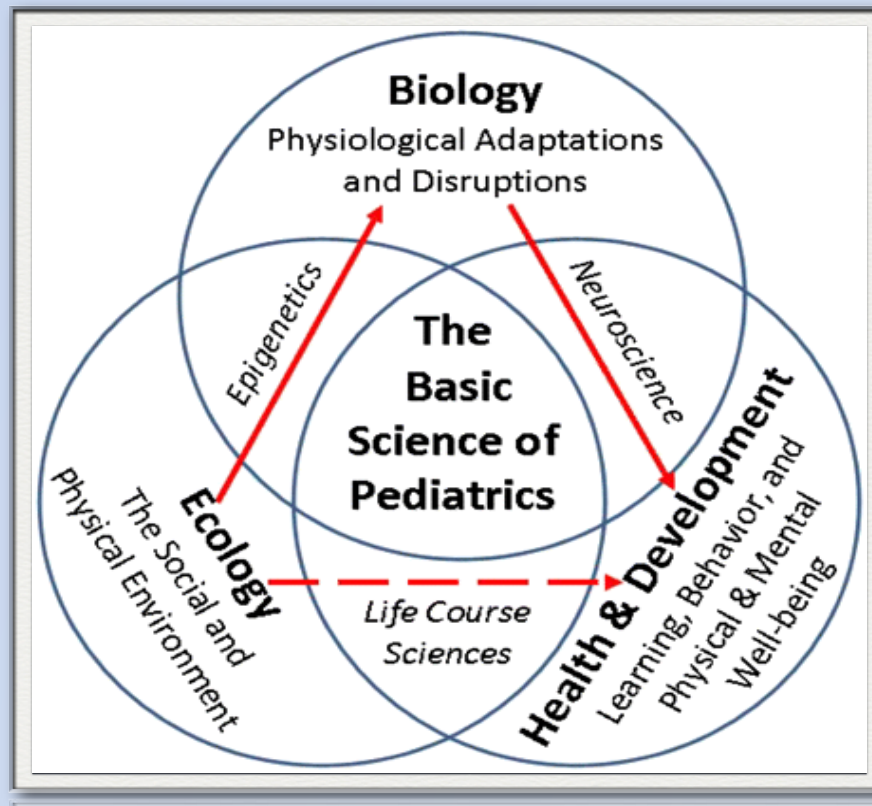 Biology
Physiological Adaptations
and Disruptions
Epigenetics
Neuroscience
The
Basic
Science of
Pediatrics
Ecology
The Social and
Physical Environment
Life Course
Sciences
Health & Development
Learning, Behavior, and
Physical & Mental
Well-being